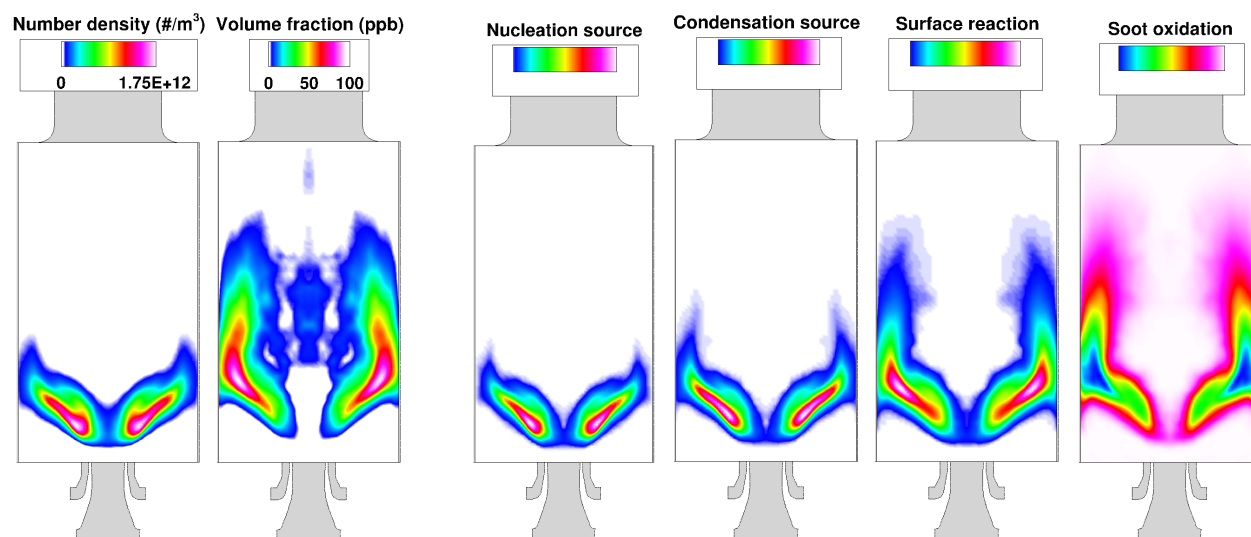 Number density (#/m³)
0 1.75E+12
Volume fraction (ppb)
0 50 100
Nucleation source
Condensation source
Surface reaction
Soot oxidation